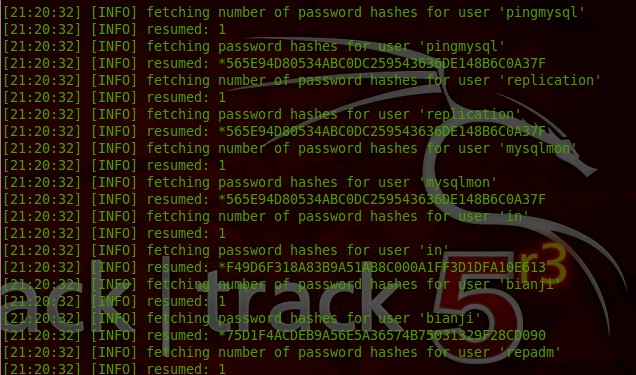 [21:20:32] [INFO] fetching number of password hashes for user 'pingmysql'
[21:20:32] [INFO] resumed: 1
[21:20:32] [INFO] fetching password hashes for user 'pingmysql'
[21:20:32] [INFO] resumed: *565E94D80534ABC0DC259543636DE148B6C0A37F
[21:20:32] [INFO] fetching number of password hashes for user 'replication'
[21:20:32] [INFO] resumed: 1
[21:20:32] [INFO] fetching password hashes for user 'replication'
[21:20:32] [INFO] resumed: *565E94D80534ABC0DC259543636DE148B6C0A37F
[21:20:32] [INFO] fetching number of password hashes for user 'mysqlmon'
[21:20:32] [INFO] resumed: 1
[21:20:32] [INFO] fetching password hashes for user 'mysqlmon'
[21:20:32] [INFO] resumed: *565E94D80534ABC0DC259543636DE148B6C0A37F
[21:20:32] [INFO] fetching number of password hashes for user 'in'
[21:20:32] [INFO] resumed: 1
[21:20:32] [INFO] fetching password hashes for user 'in'
[21:20:32] [INFO] resumed: *F49D6F318A83B9A51AB8C000A1FF3D1DFA10E613
[21:20:32] [INFO] fetching number of password hashes for user 'bianji'
[21:20:32] [INFO] resumed: 1
[21:20:32] [INFO] fetching password hashes for user 'bianji'
[21:20:32] [INFO] resumed: *75D1F4ACDEB9A56E5A36574B75031329F28CD090
[21:20:32] [INFO] fetching number of password hashes for user 'repadm'
[21:20:32] [INFO] resumed: 1
ack | track 5 r3